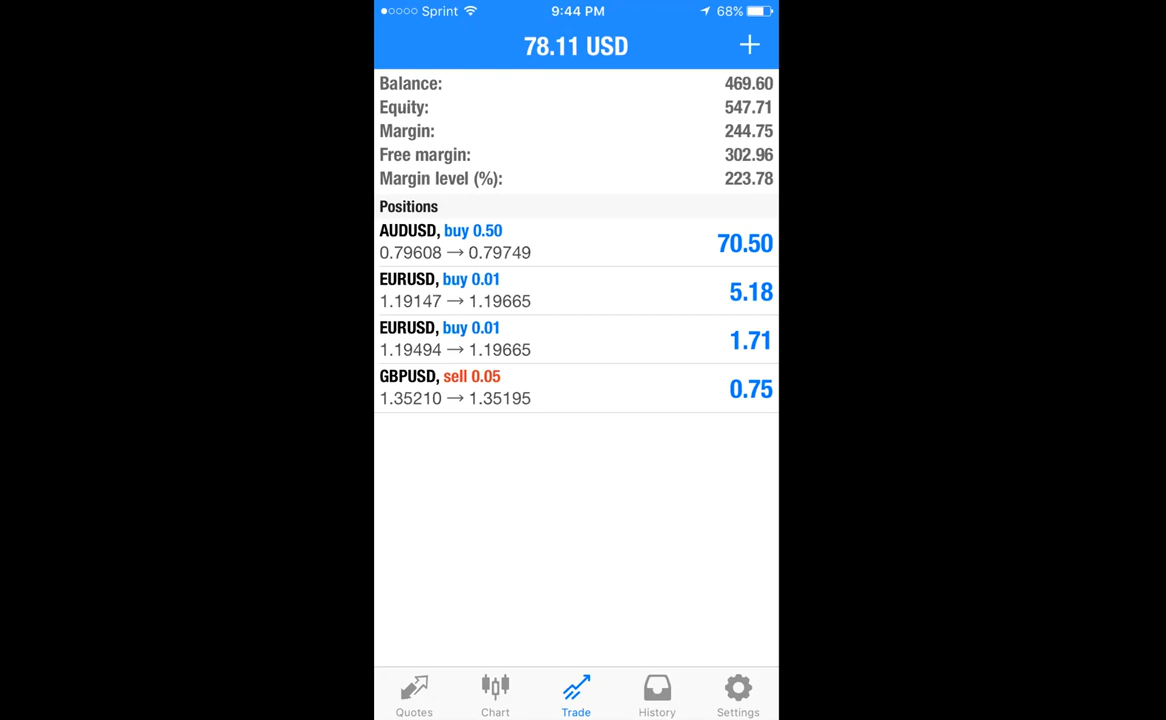 Sprint 9:44 PM 68%
78.11 USD +
Balance: 469.60
Equity: 547.71
Margin: 244.75
Free margin: 302.96
Margin level (%): 223.78
Positions
AUDUSD, buy 0.50
0.79608 → 0.79749 70.50
EURUSD, buy 0.01
1.19147 → 1.19665 5.18
EURUSD, buy 0.01
1.19494 → 1.19665 1.71
GBPUSD, sell 0.05
1.35210 → 1.35195 0.75
Quotes Chart Trade History Settings